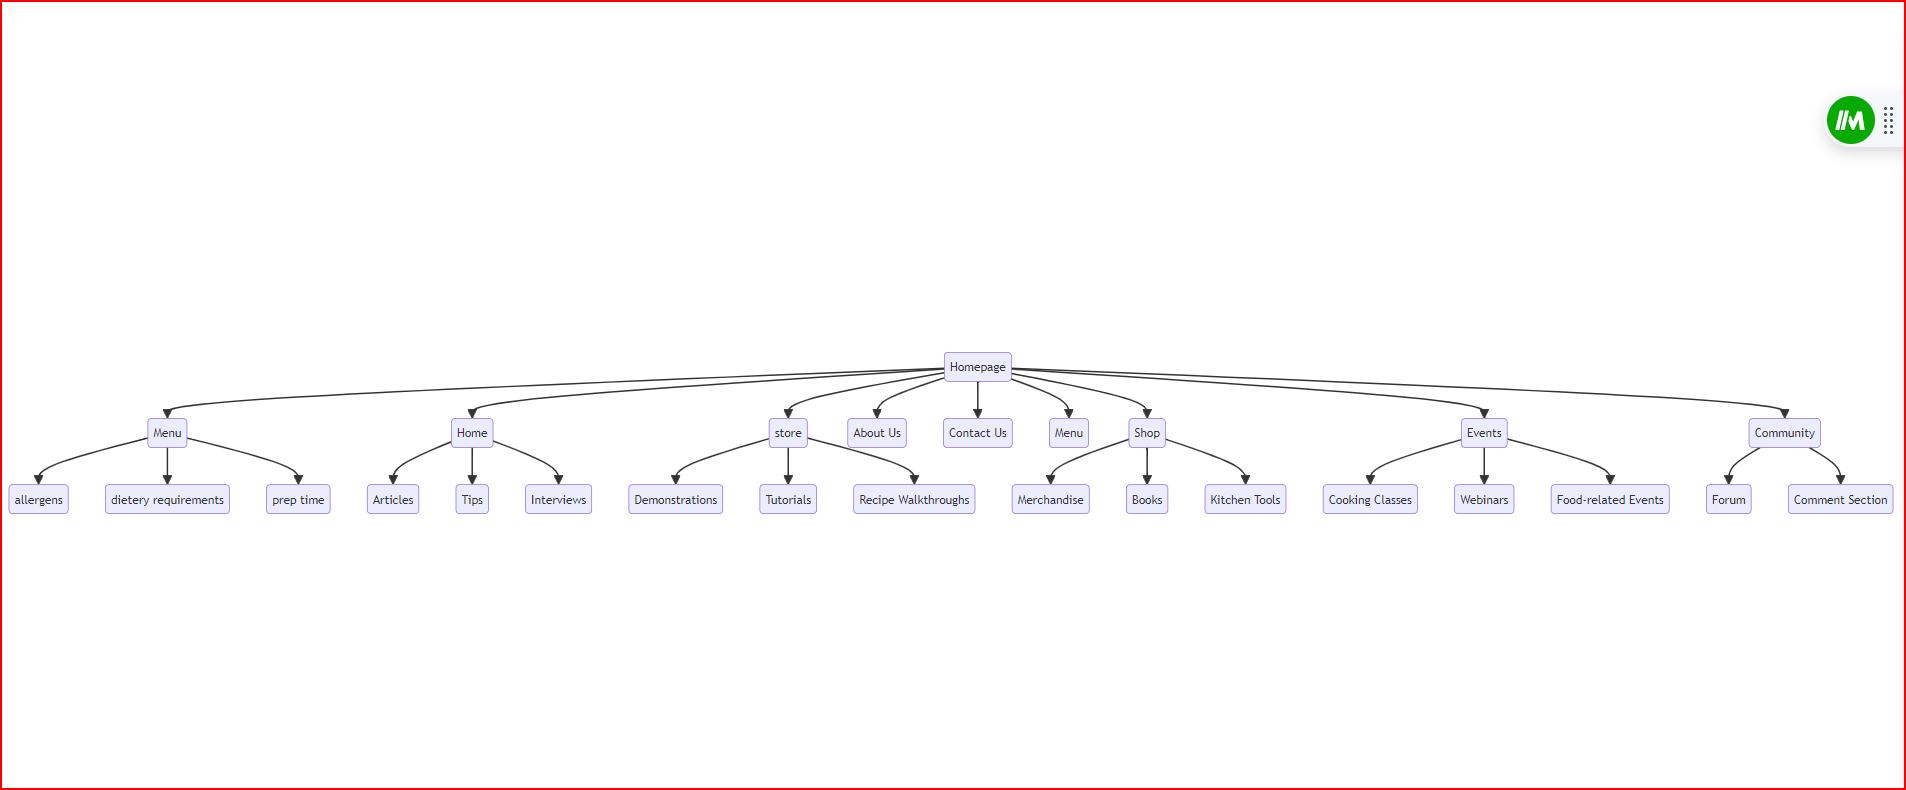 Homepage
Menu
Home
store
About Us
Contact Us
Menu
Shop
Events
Community
allergens
dietery requirements
prep time
Articles
Tips
Interviews
Demonstrations
Tutorials
Recipe Walkthroughs
Merchandise
Books
Kitchen Tools
Cooking Classes
Webinars
Food-related Events
Forum
Comment Section